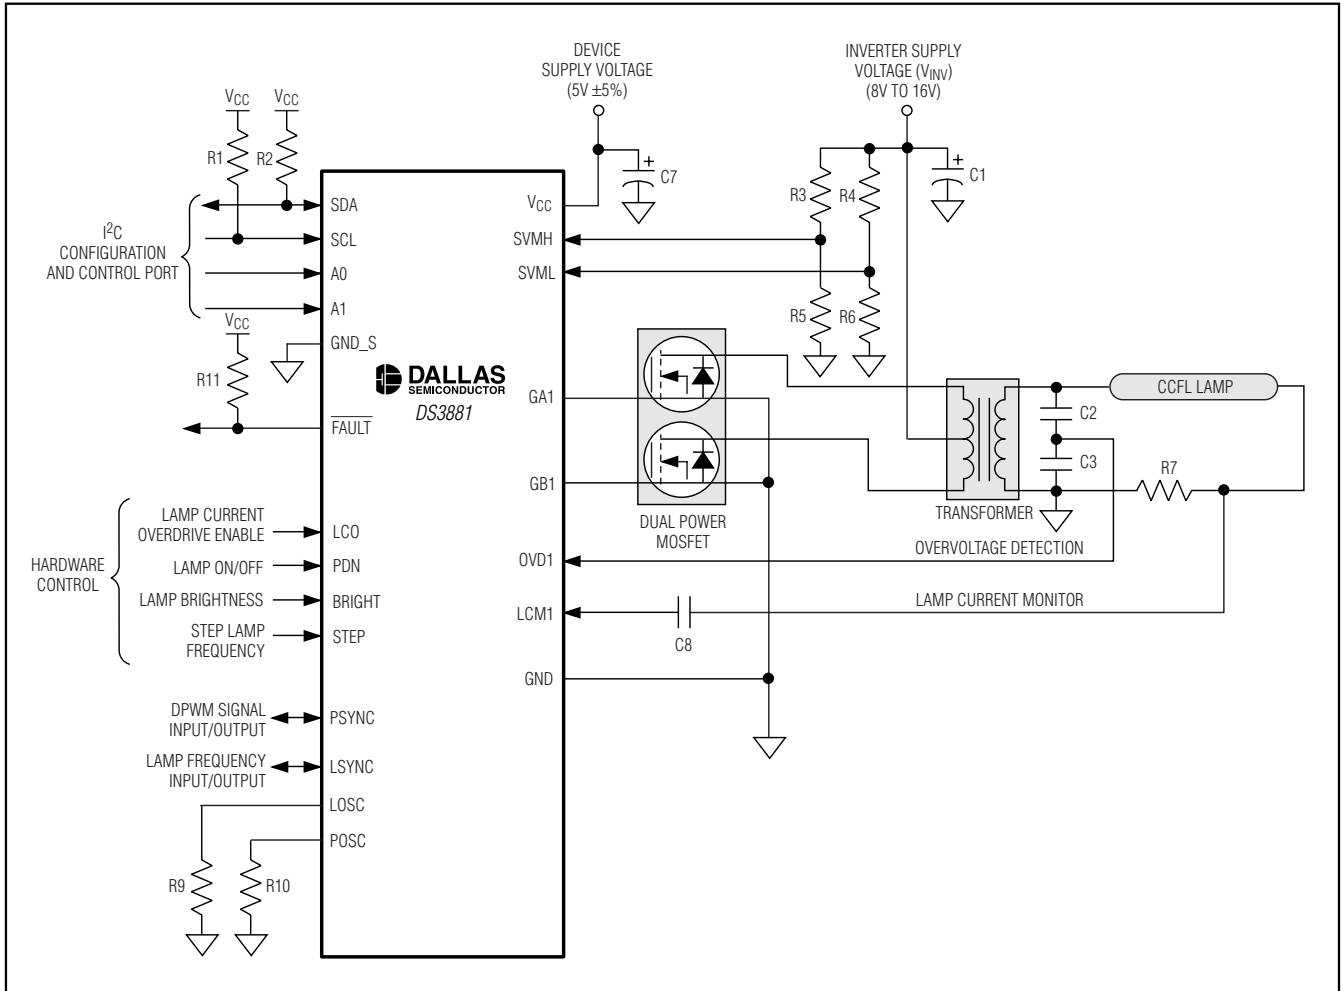 DEVICE
SUPPLY VOLTAGE
(5V ±5%)
INVERTER SUPPLY
VOLTAGE (VINV)
(8V TO 16V)
VCC
VCC
R1
R2
C7
R3
R4
C1
I2C
CONFIGURATION
AND CONTROL PORT
SDA
SCL
A0
A1
VCC
SVMH
SVML
R5
R6
VCC
R11
GND_S
FAULT
DALLAS
SEMICONDUCTOR
DS3881
GA1
GB1
DUAL POWER
MOSFET
TRANSFORMER
CCFL LAMP
C2
C3
R7
HARDWARE
CONTROL
LAMP CURRENT
OVERDRIVE ENABLE
LCO
LAMP ON/OFF
PDN
LAMP BRIGHTNESS
BRIGHT
STEP LAMP
FREQUENCY
STEP
OVD1
OVERVOLTAGE DETECTION
LCM1
C8
LAMP CURRENT MONITOR
GND
DPWM SIGNAL
INPUT/OUTPUT
PSYNC
LAMP FREQUENCY
INPUT/OUTPUT
LSYNC
LOSC
POSC
R9
R10